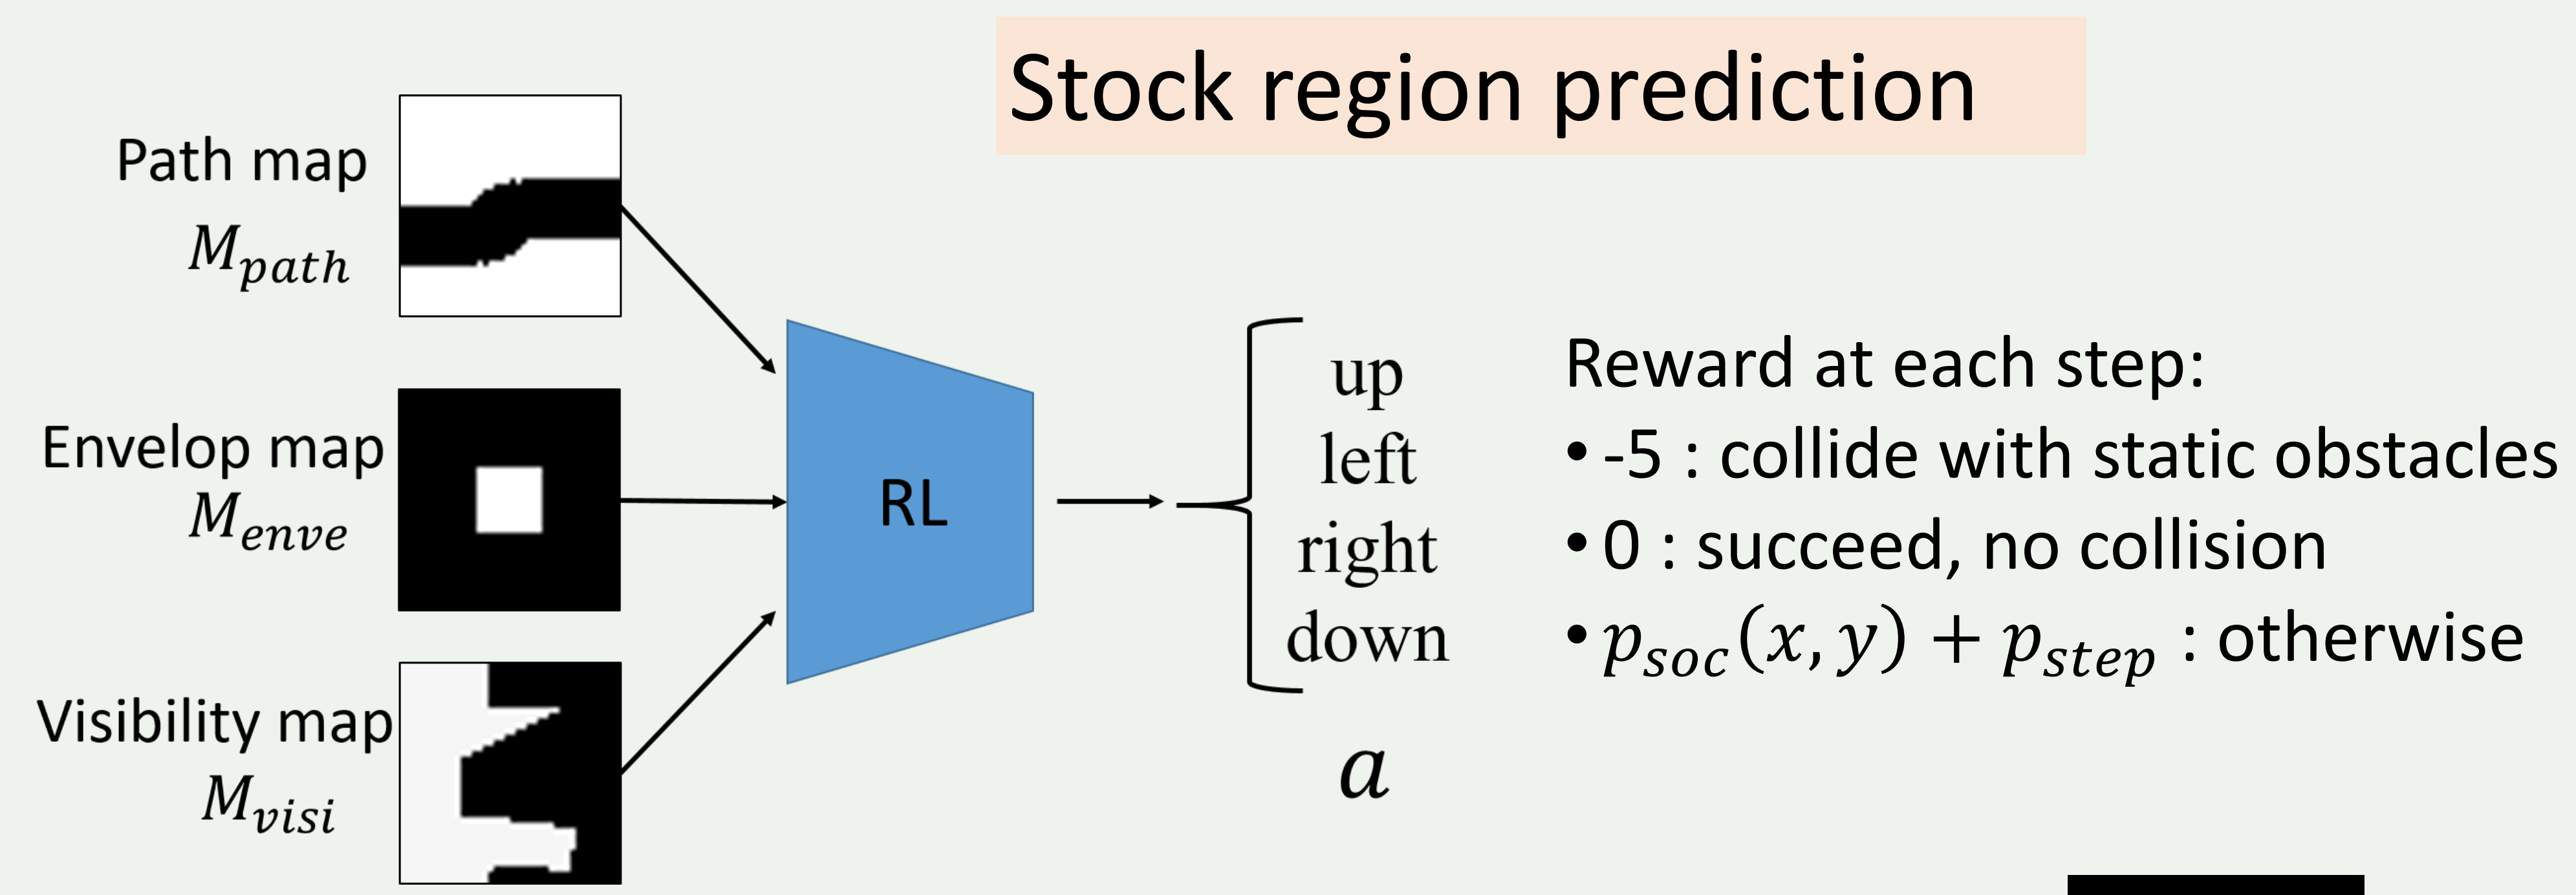 Stock region prediction
Path map
M_path
Envelop map
M_enve
Visibility map
M_visi
RL
up
left
right
down
a
Reward at each step:
• -5 : collide with static obstacles
• 0 : succeed, no collision
• p_soc(x, y) + p_step : otherwise